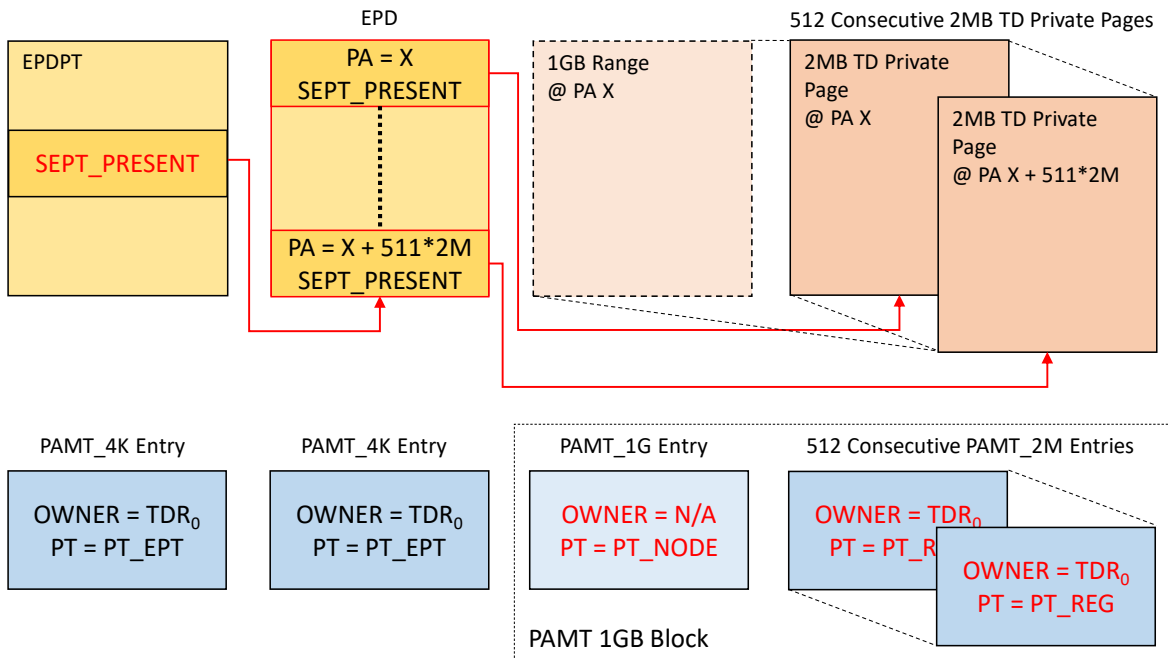 EPD
512 Consecutive 2MB TD Private Pages
EPDPT
SEPT_PRESENT
PA = X
SEPT_PRESENT
PA = X + 511*2M
SEPT_PRESENT
1GB Range
@ PA X
2MB TD Private
Page
@ PA X
2MB TD Private
Page
@ PA X + 511*2M
PAMT_4K Entry
OWNER = TDR₀
PT = PT_EPT
PAMT_4K Entry
OWNER = TDR₀
PT = PT_EPT
PAMT_1G Entry
OWNER = N/A
PT = PT_NODE
512 Consecutive PAMT_2M Entries
OWNER = TDR₀
PT =
OWNER = TDR₀
PT = PT_REG
PAMT 1GB Block